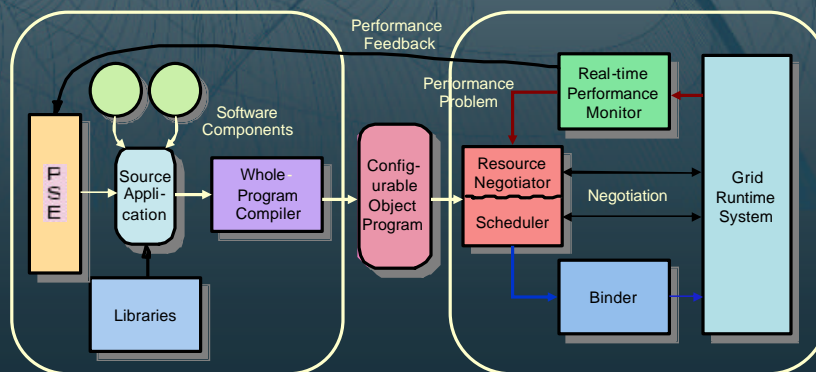 Performance
Feedback
Software
Components
P
S
E
Source
Appli-
cation
Whole-
Program
Compiler
Libraries
Config-
urable
Object
Program
Performance
Problem
Real-time
Performance
Monitor
Resource
Negotiator
Scheduler
Negotiation
Grid
Runtime
System
Binder